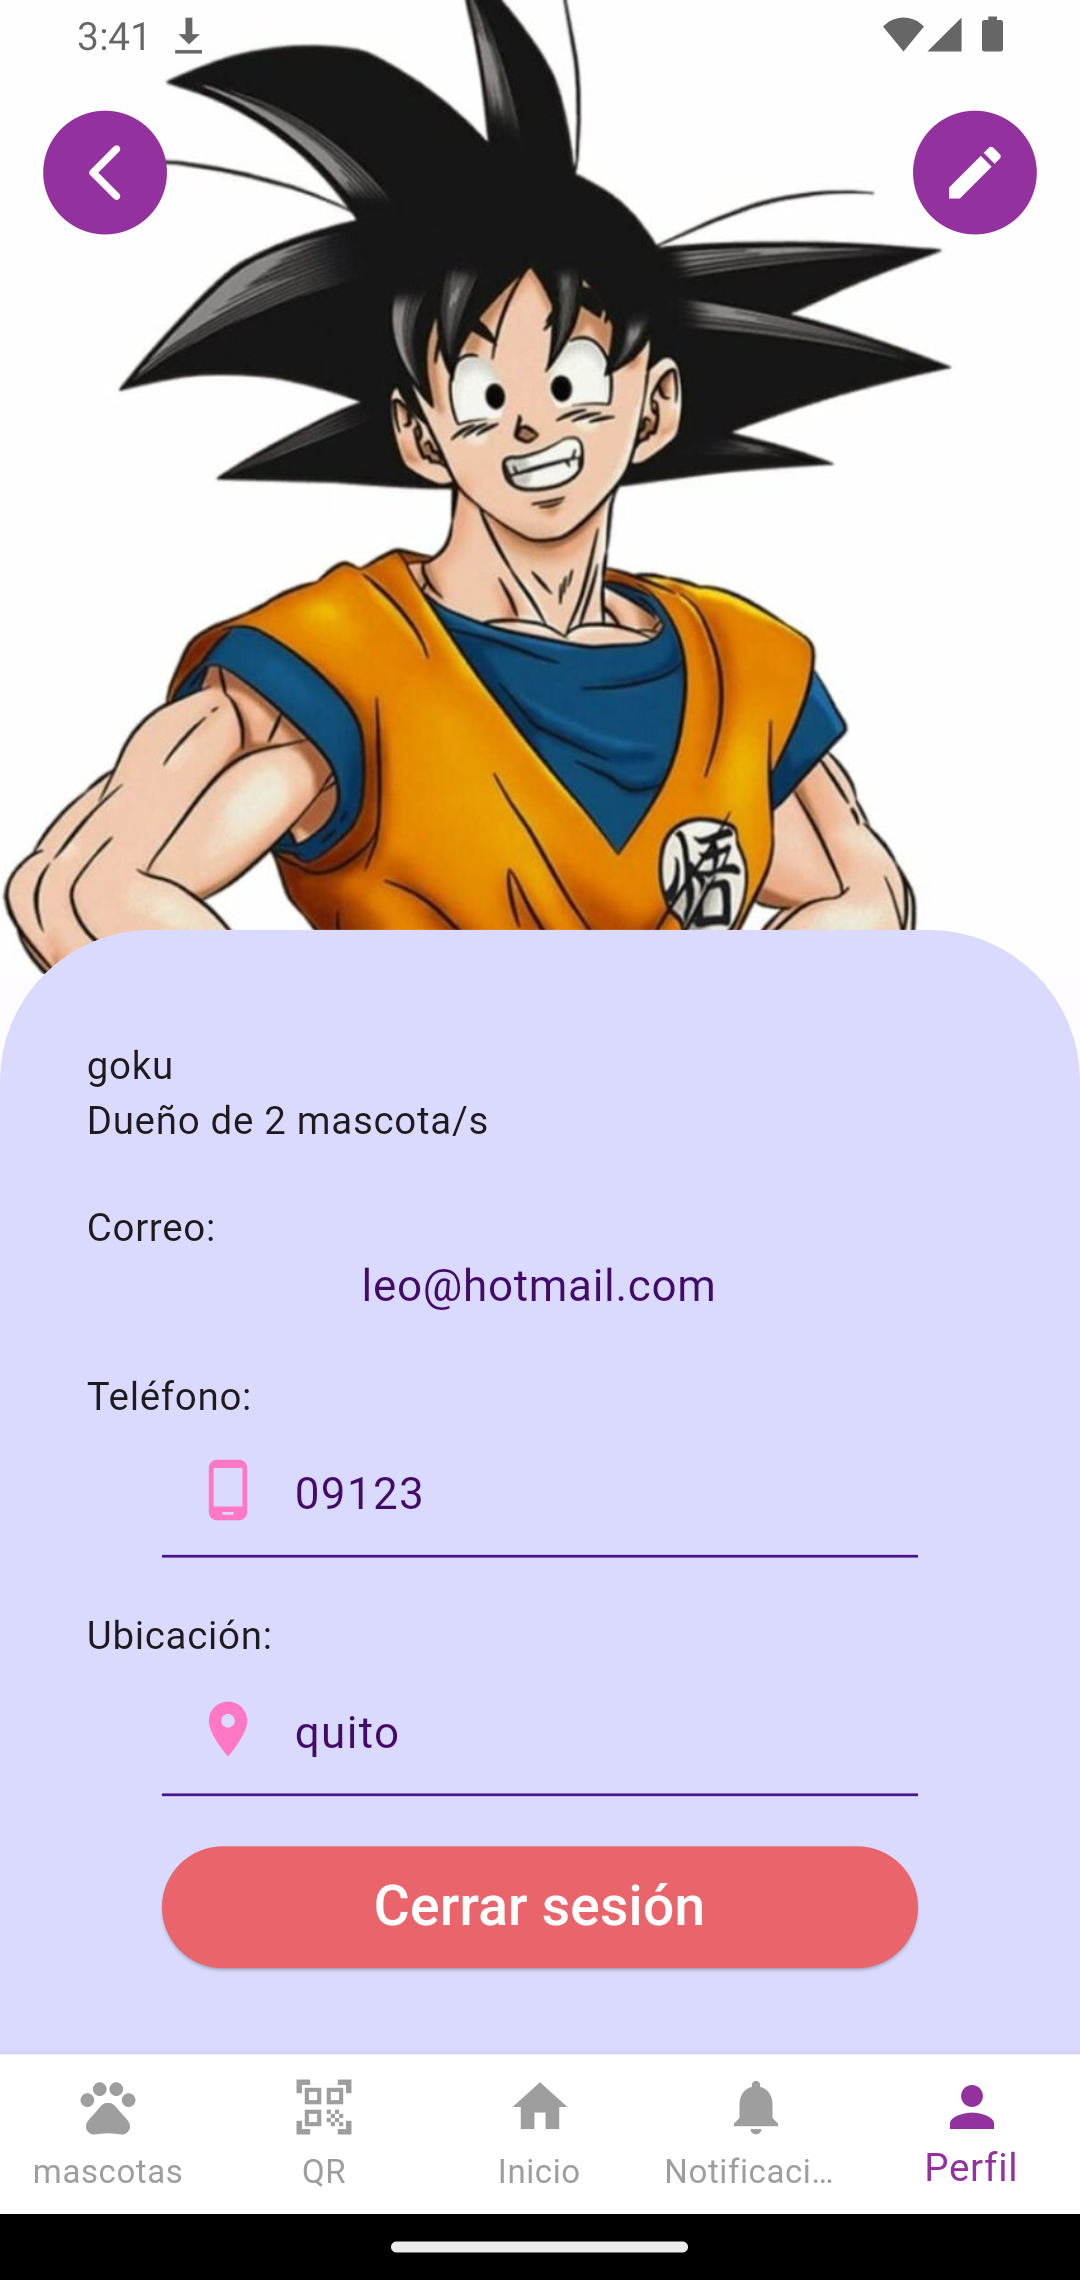 3:41
悟
goku
Dueño de 2 mascota/s
Correo:
leo@hotmail.com
Teléfono:
09123
Ubicación:
quito
Cerrar sesión
mascotas
QR
Inicio
Notificaci...
Perfil